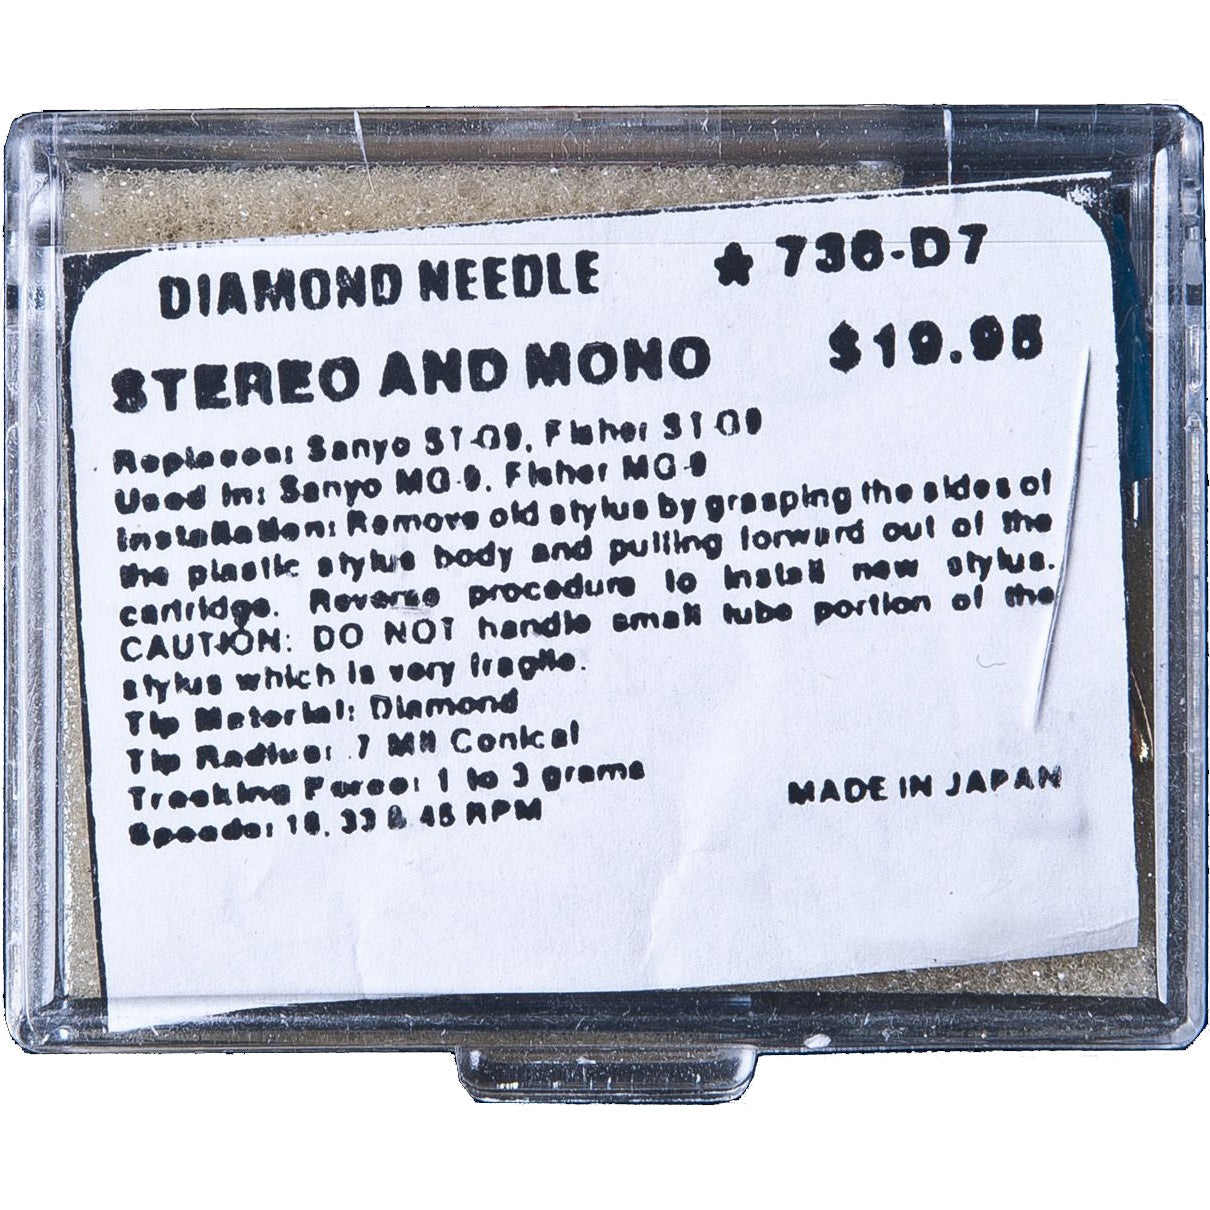 DIAMOND NEEDLE ★ 736-D7
STEREO AND MONO $19.95
Replaces: Sanyo ST-G9, Fisher ST-G9
Used In: Sanyo MG-9, Fisher MG-9
Installation: Remove old stylus by grasping the sides of
the plastic stylus body and pulling forward out of the
cartridge. Reverse procedure to install new stylus.
CAUTION: DO NOT handle small tube portion of the
stylus which is very fragile.
Tip Material: Diamond
Tip Radius: .7 Mil Conical
Tracking Force: 1 to 3 grams
Speeds: 16, 33 & 45 RPM
MADE IN JAPAN